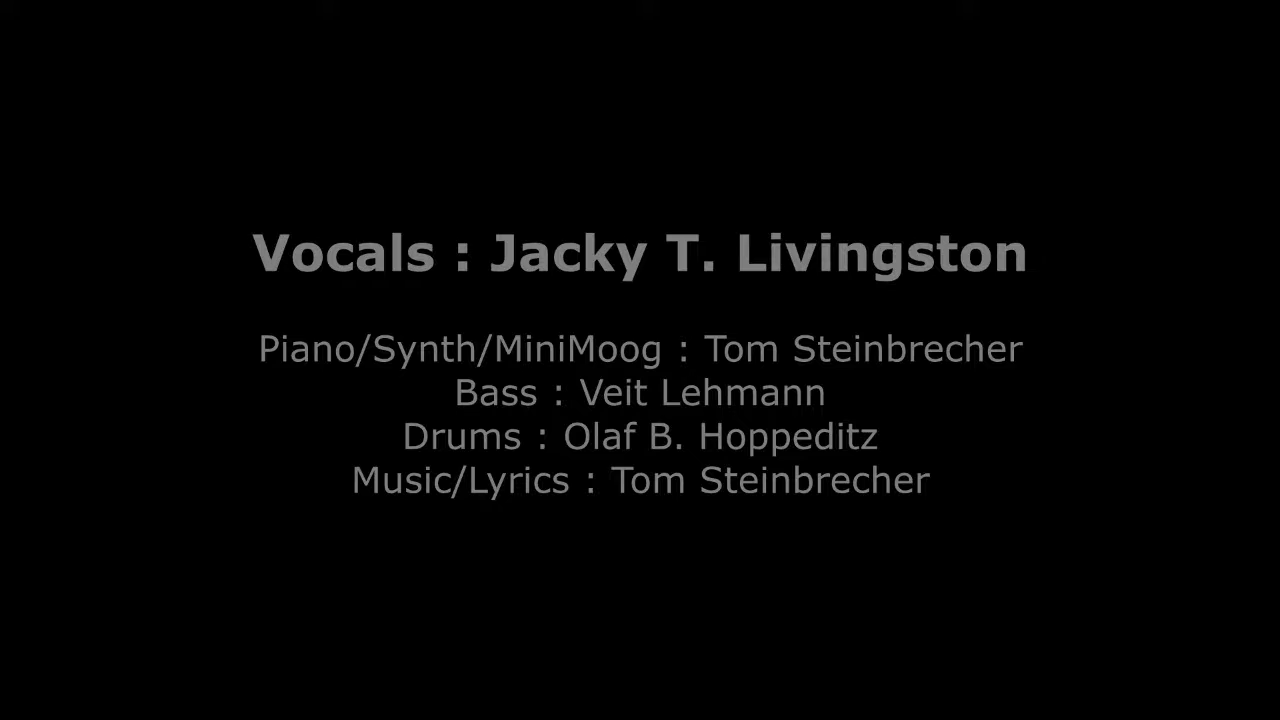 Vocals : Jacky T. Livingston
Piano/Synth/MiniMoog : Tom Steinbrecher
Bass : Veit Lehmann
Drums : Olaf B. Hoppeditz
Music/Lyrics : Tom Steinbrecher